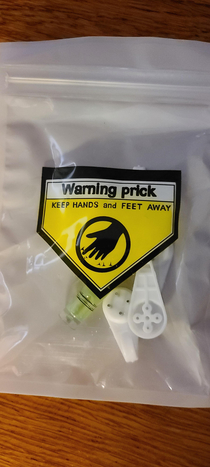 Warning prick
KEEP HANDS and FEET AWAY